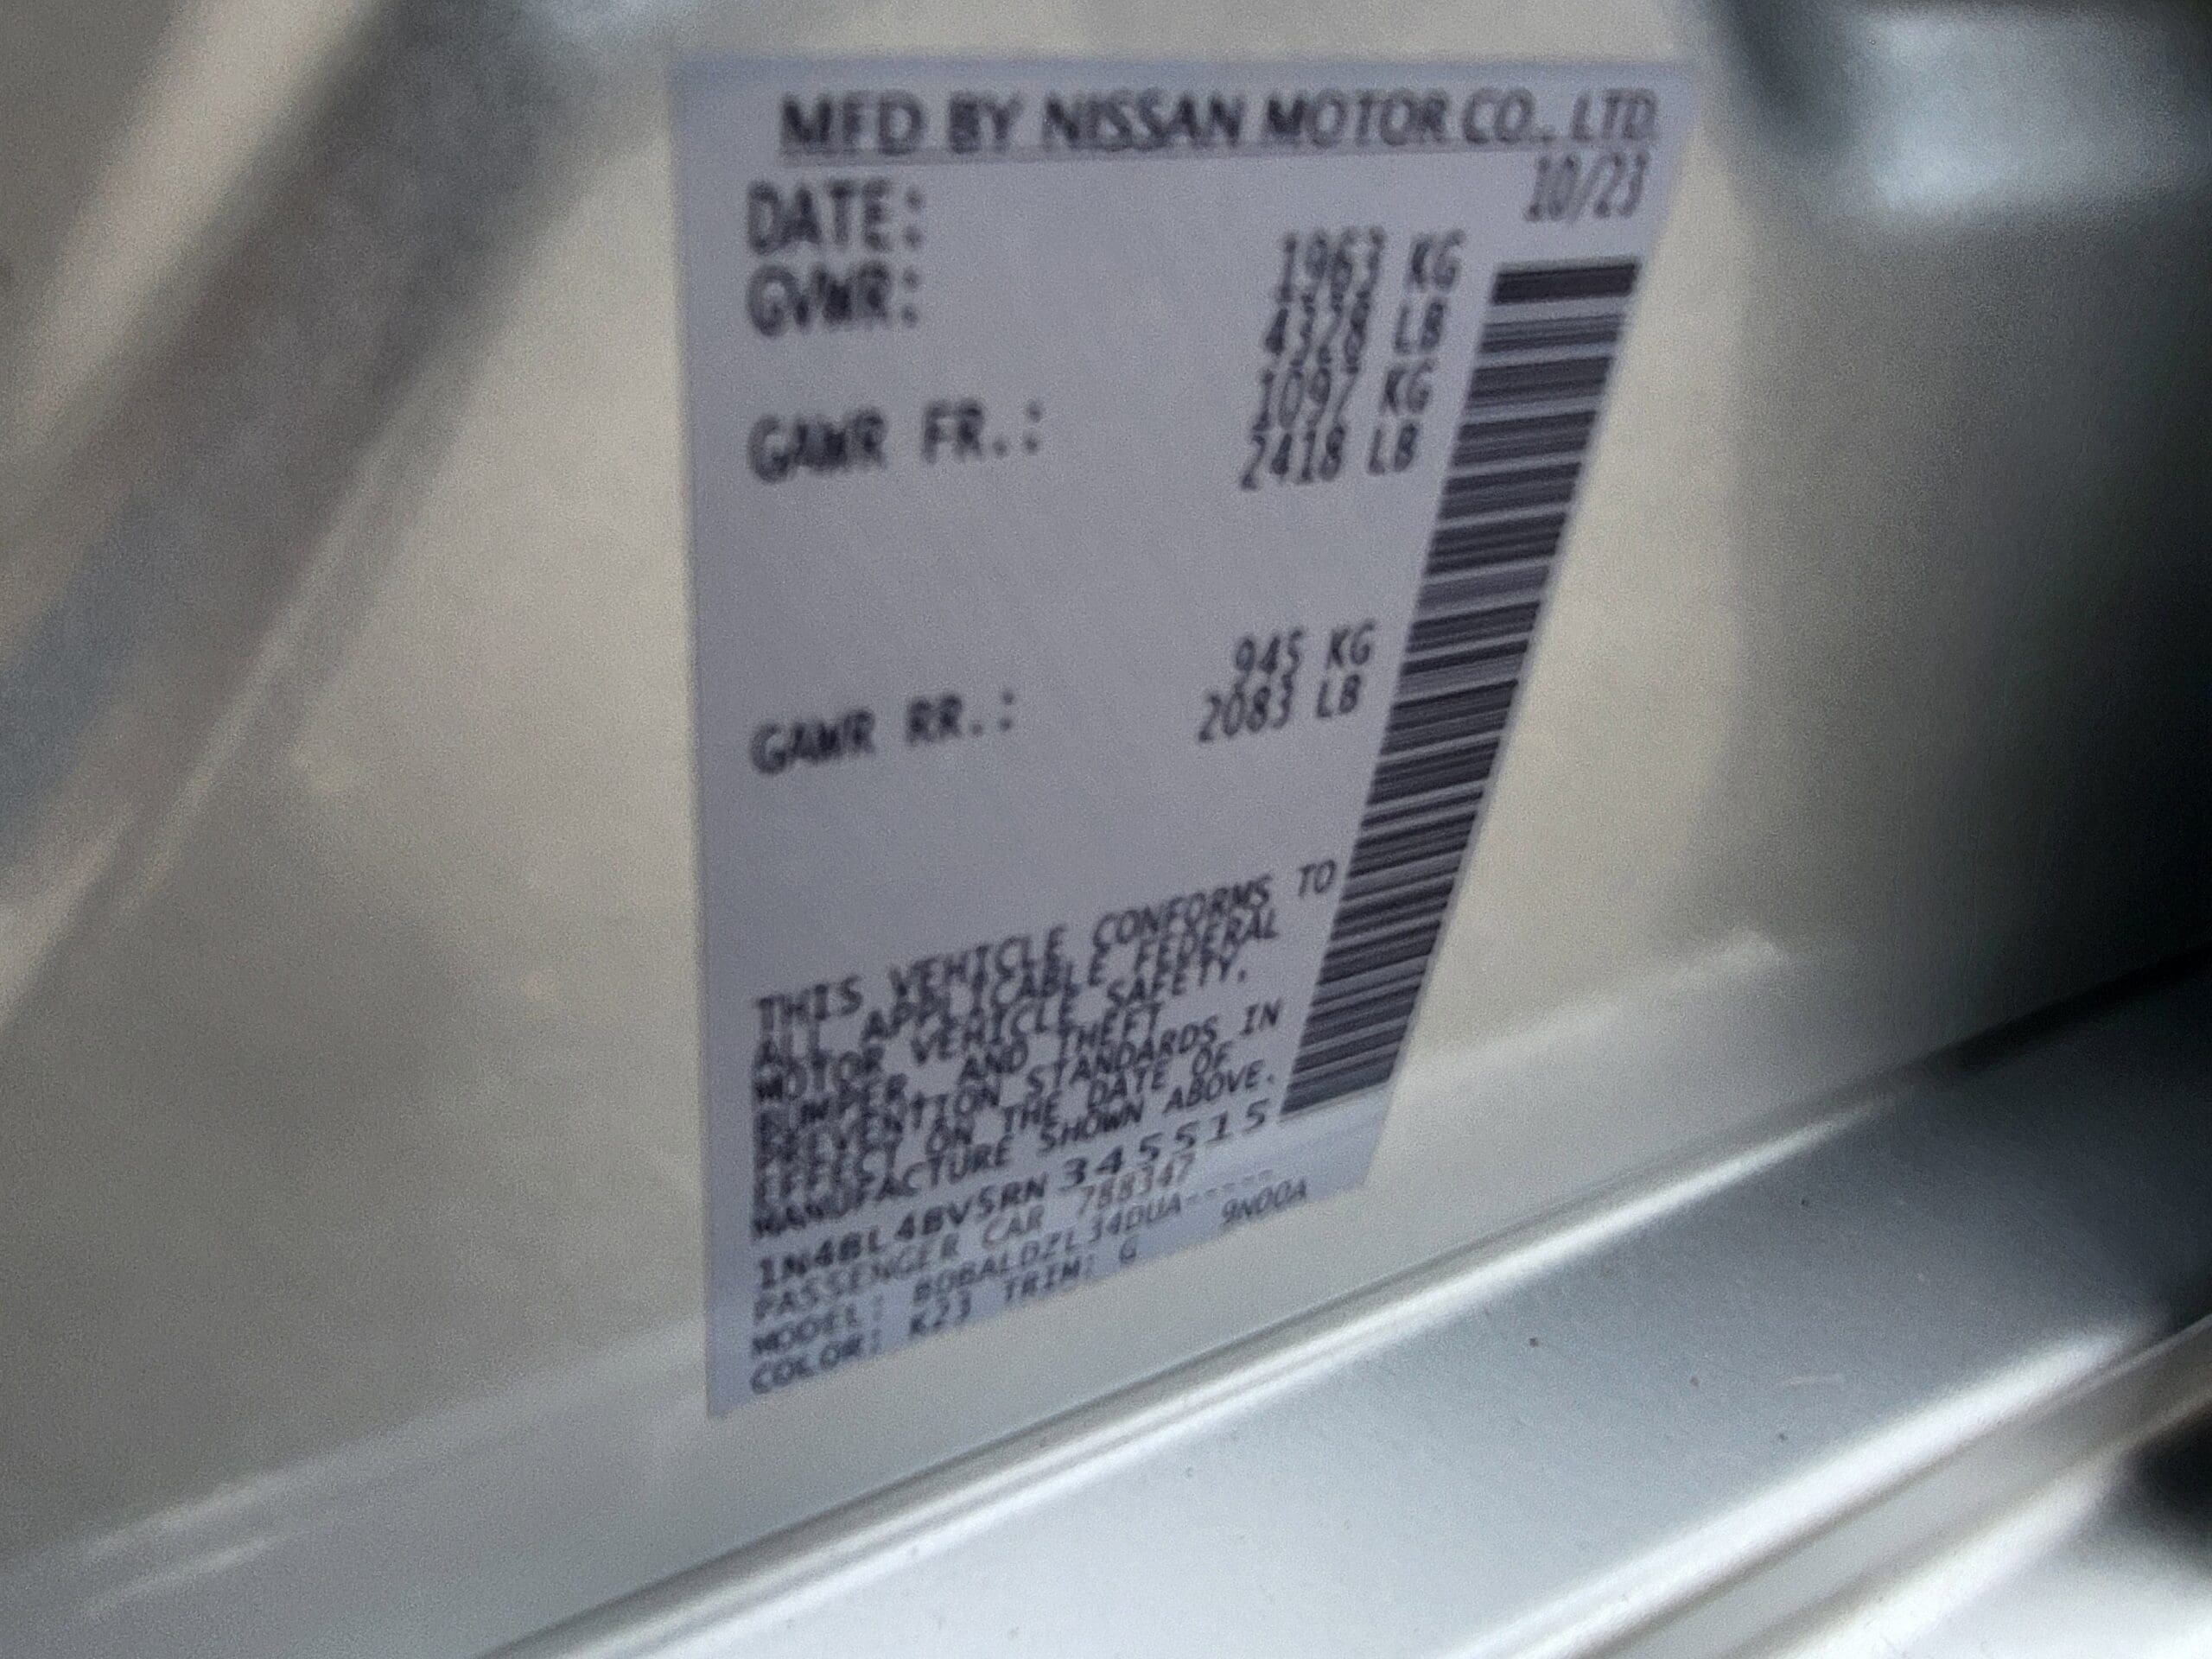 MFD BY NISSAN MOTOR CO., LTD.
DATE: 10/23
GVWR: 1963 KG
4328 LB
GAWR FR.: 1097 KG
2418 LB
GAWR RR.: 945 KG
2083 LB
THIS VEHICLE CONFORMS TO
ALL APPLICABLE FEDERAL
MOTOR VEHICLE SAFETY,
BUMPER, AND THEFT
PREVENTION STANDARDS IN
EFFECT ON THE DATE OF
MANUFACTURE SHOWN ABOVE.
1N4BL4BV5RN345515
PASSENGER CAR 788347
MODEL: BDBALDZL34DUA-----
COLOR: K23 TRIM: G 9N00A